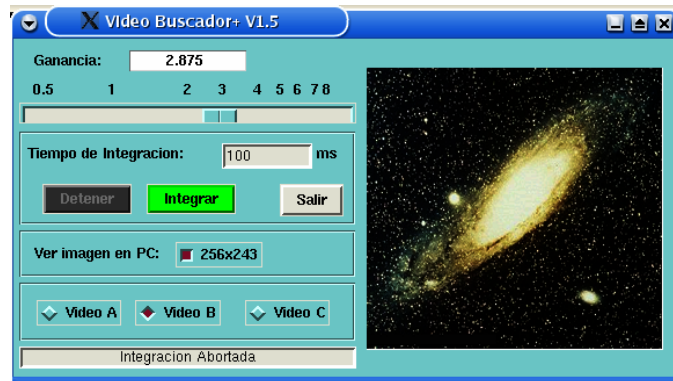 X Video Buscador+ V1.5
Ganancia: 2.875
0.5 1 2 3 4 5 6 7 8
Tiempo de Integracion: 100 ms
Detener Integrar Salir
Ver imagen en PC: 256x243
Video A Video B Video C
Integracion Abortada